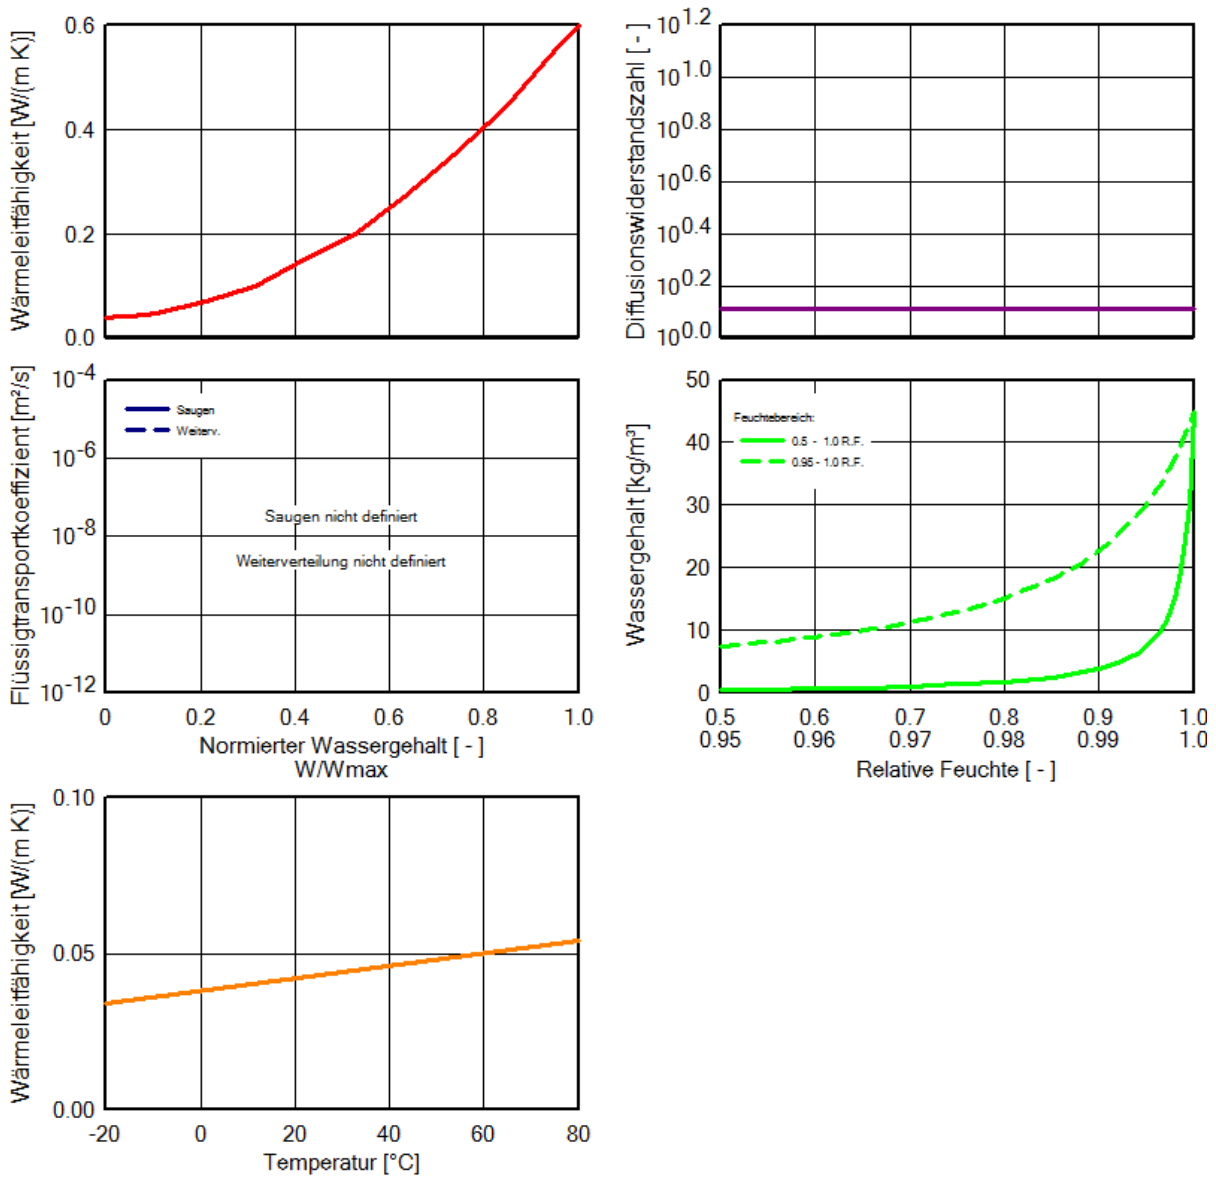 Wärmeleitfähigkeit [W/(m K)]
0.6
0.4
0.2
0.0
Diffusionswiderstandszahl [ - ]
10^1.2
10^1.0
10^0.8
10^0.6
10^0.4
10^0.2
10^0.0
Flüssigtransportkoeffizient [m²/s]
10^-4
10^-6
10^-8
10^-10
10^-12
Saugen
Weiterv.
Saugen nicht definiert
Weiterverteilung nicht definiert
0 0.2 0.4 0.6 0.8 1.0
Normierter Wassergehalt [ - ]
W/Wmax
Wassergehalt [kg/m³]
50
40
30
20
10
0
Feuchtebereich:
0.5 - 1.0 R.F.
0.95 - 1.0 R.F.
0.5 0.6 0.7 0.8 0.9 1.0
0.95 0.96 0.97 0.98 0.99 1.0
Relative Feuchte [ - ]
Wärmeleitfähigkeit [W/(m K)]
0.10
0.05
0.00
-20 0 20 40 60 80
Temperatur [°C]